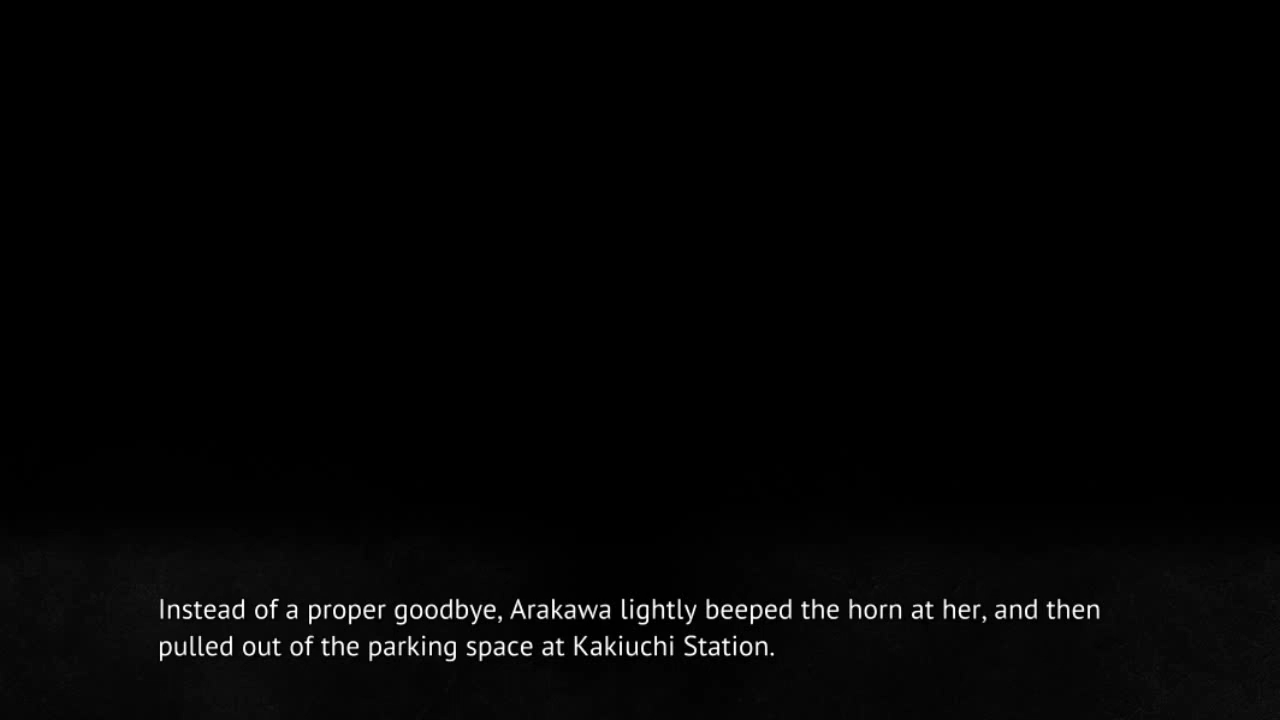 Instead of a proper goodbye, Arakawa lightly beeped the horn at her, and then
pulled out of the parking space at Kakiuchi Station.